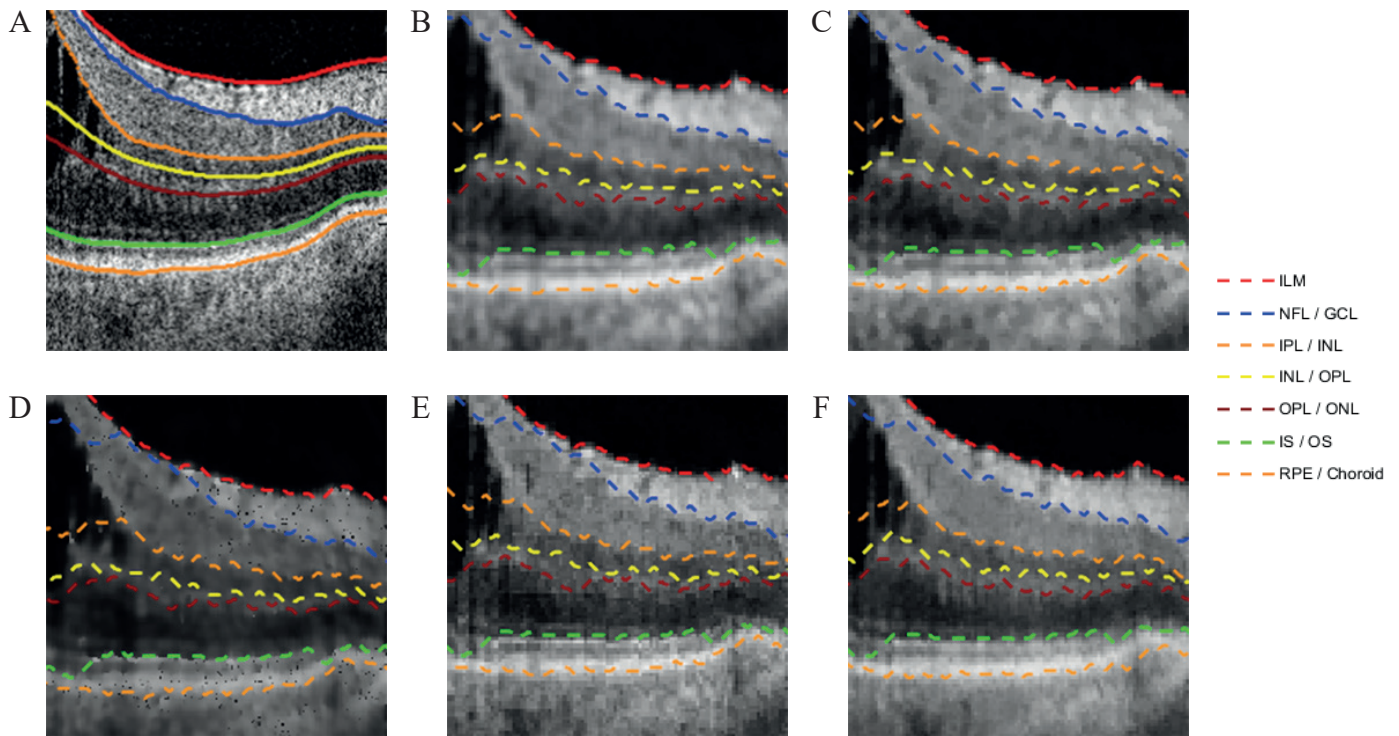 A
B
C
D
E
F
ILM
NFL / GCL
IPL / INL
INL / OPL
OPL / ONL
IS / OS
RPE / Choroid